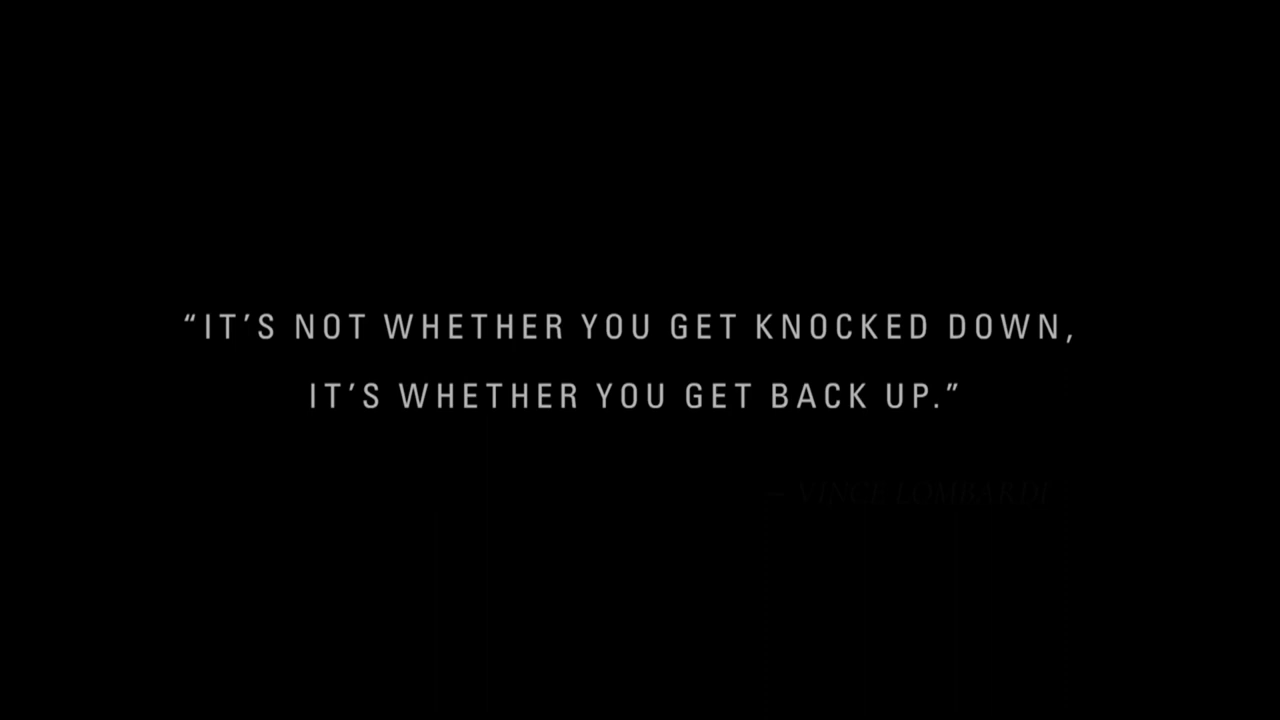 “IT’S NOT WHETHER YOU GET KNOCKED DOWN,
IT’S WHETHER YOU GET BACK UP.”
– VINCE LOMBARDI